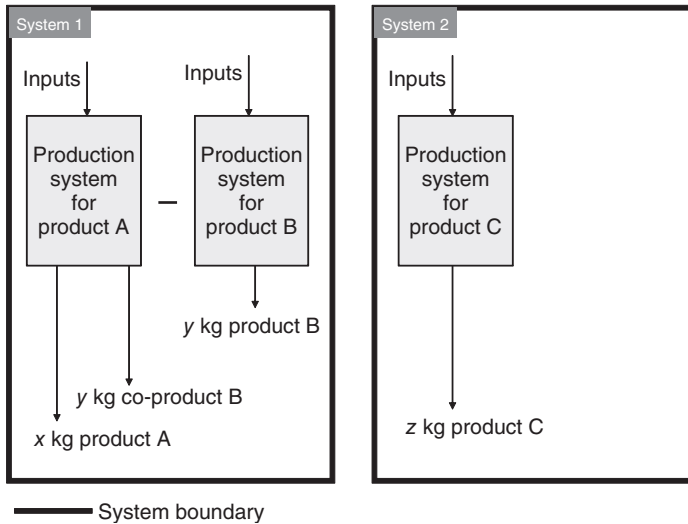 System 1
Inputs
Inputs
Production
system
for
product A
–
Production
system
for
product B
y kg product B
y kg co-product B
x kg product A
System 2
Inputs
Production
system
for
product C
z kg product C
System boundary